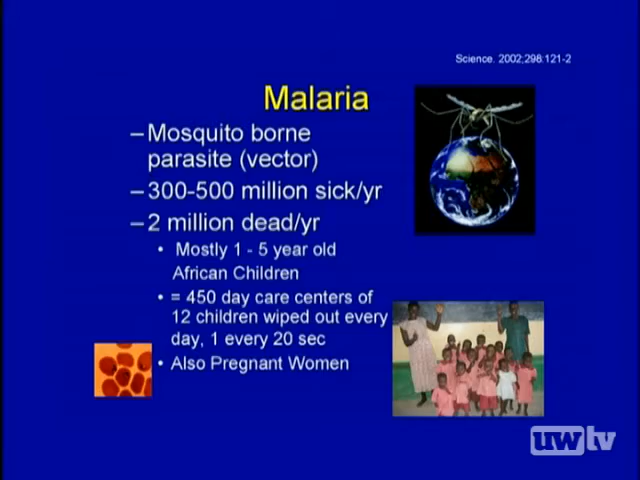 Science. 2002;298:121-2
Malaria
–Mosquito borne
parasite (vector)
–300-500 million sick/yr
–2 million dead/yr
• Mostly 1 - 5 year old
African Children
• = 450 day care centers of
12 children wiped out every
day, 1 every 20 sec
• Also Pregnant Women
uwtv